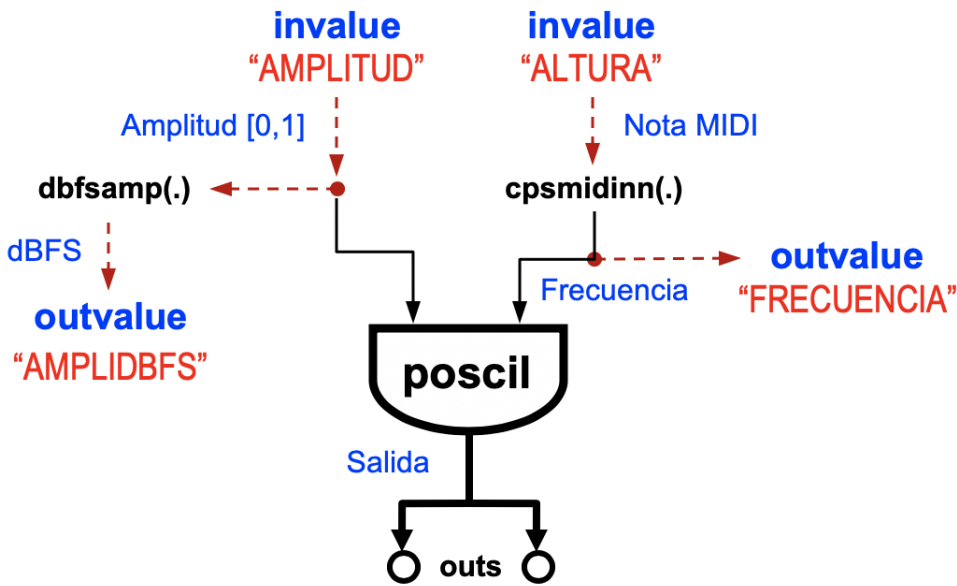 invalue
“AMPLITUD”
invalue
“ALTURA”
Amplitud [0,1]
Nota MIDI
dbfsamp(.)
cpsmidinn(.)
dBFS
outvalue
“AMPLIDBFS”
Frecuencia
outvalue
“FRECUENCIA”
poscil
Salida
outs